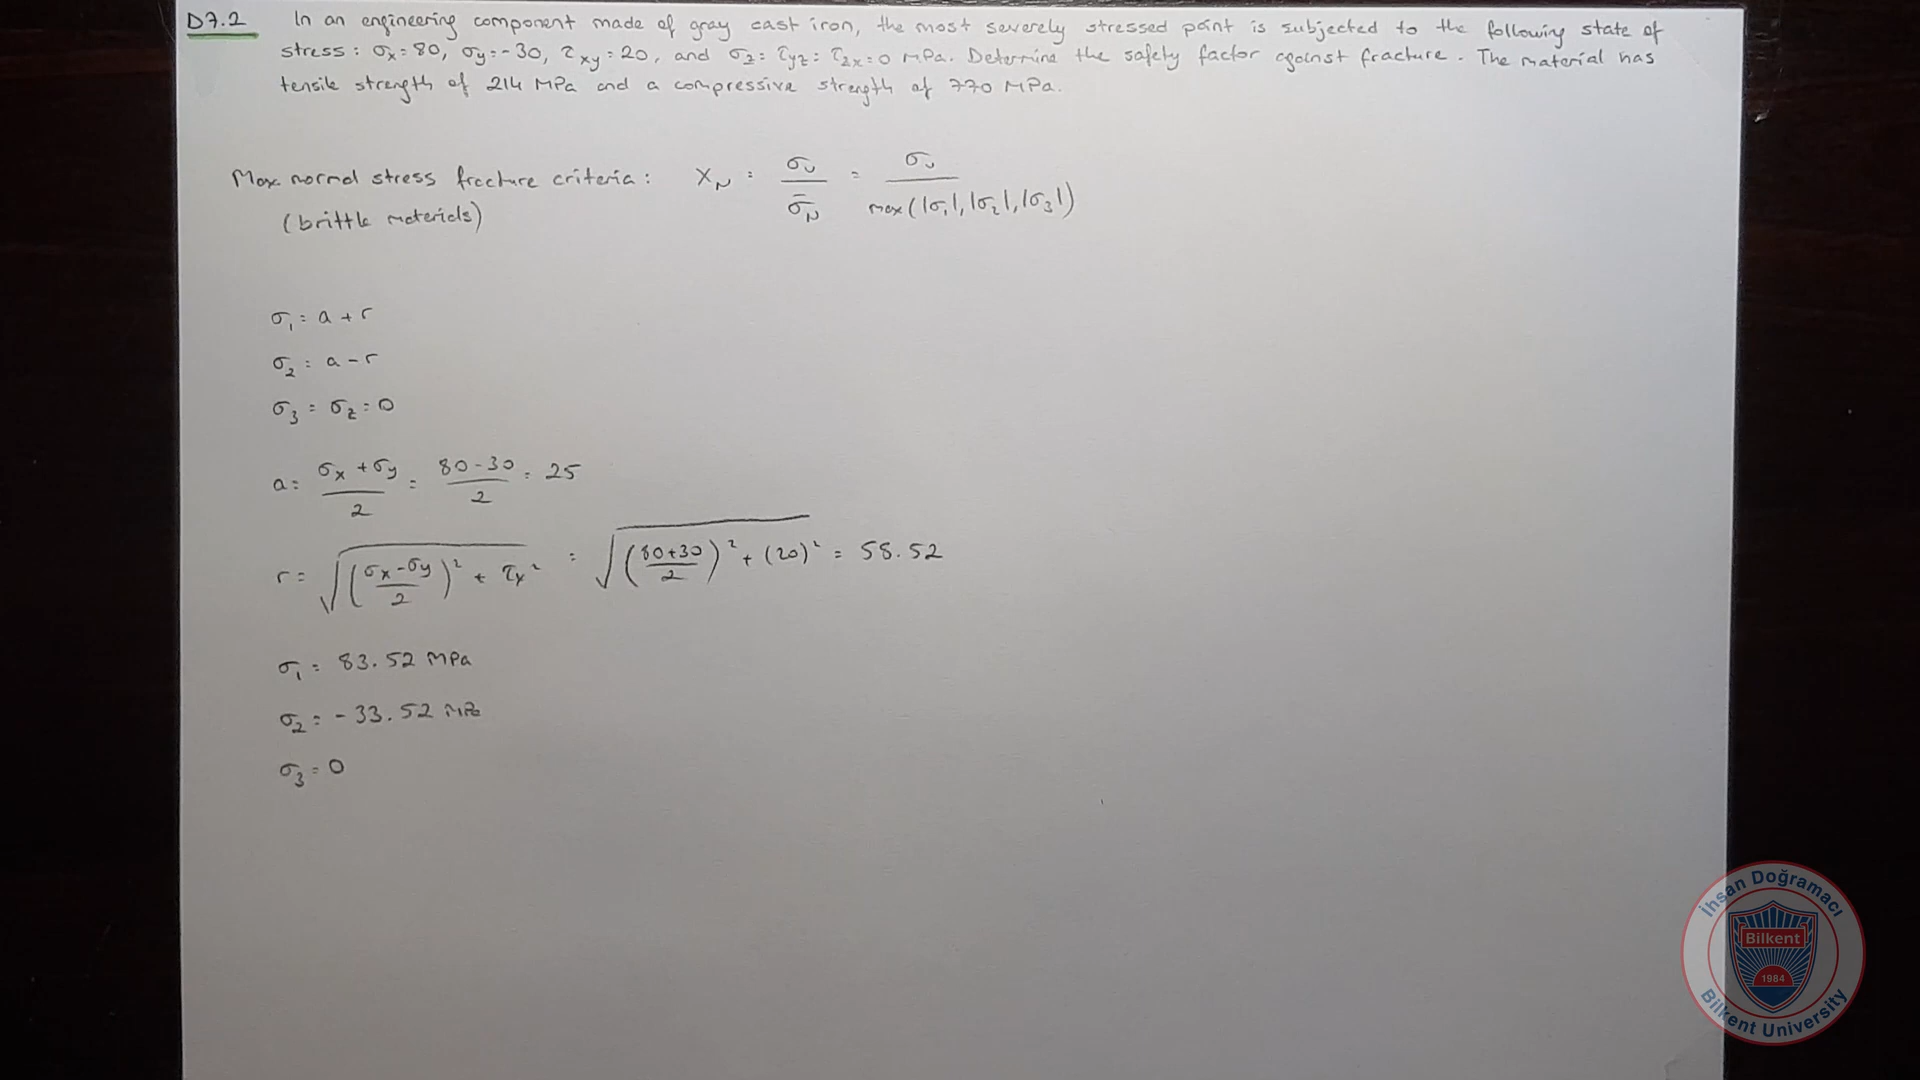 D7.2 In an engineering component made of gray cast iron, the most severely stressed point is subjected to the following state of
stress : σx = 80, σy = -30, τxy = 20, and σz = τyz = τzx = 0 MPa. Determine the safety factor against fracture. The material has
tensile strength of 214 MPa and a compressive strength of 770 MPa.
Max normal stress fracture criteria : X_N = σu / σ̄_N = σu / max(|σ1|, |σ2|, |σ3|)
(brittle materials)
σ1 = a + r
σ2 = a - r
σ3 = σz = 0
a = (σx + σy) / 2 = (80 - 30) / 2 = 25
r = √(((σx - σy) / 2)² + τx²) = √(((80 + 30) / 2)² + (20)²) = 58.52
σ1 = 83.52 MPa
σ2 = - 33.52 MPa
σ3 = 0
İhsan Doğramacı
Bilkent
1984
Bilkent University